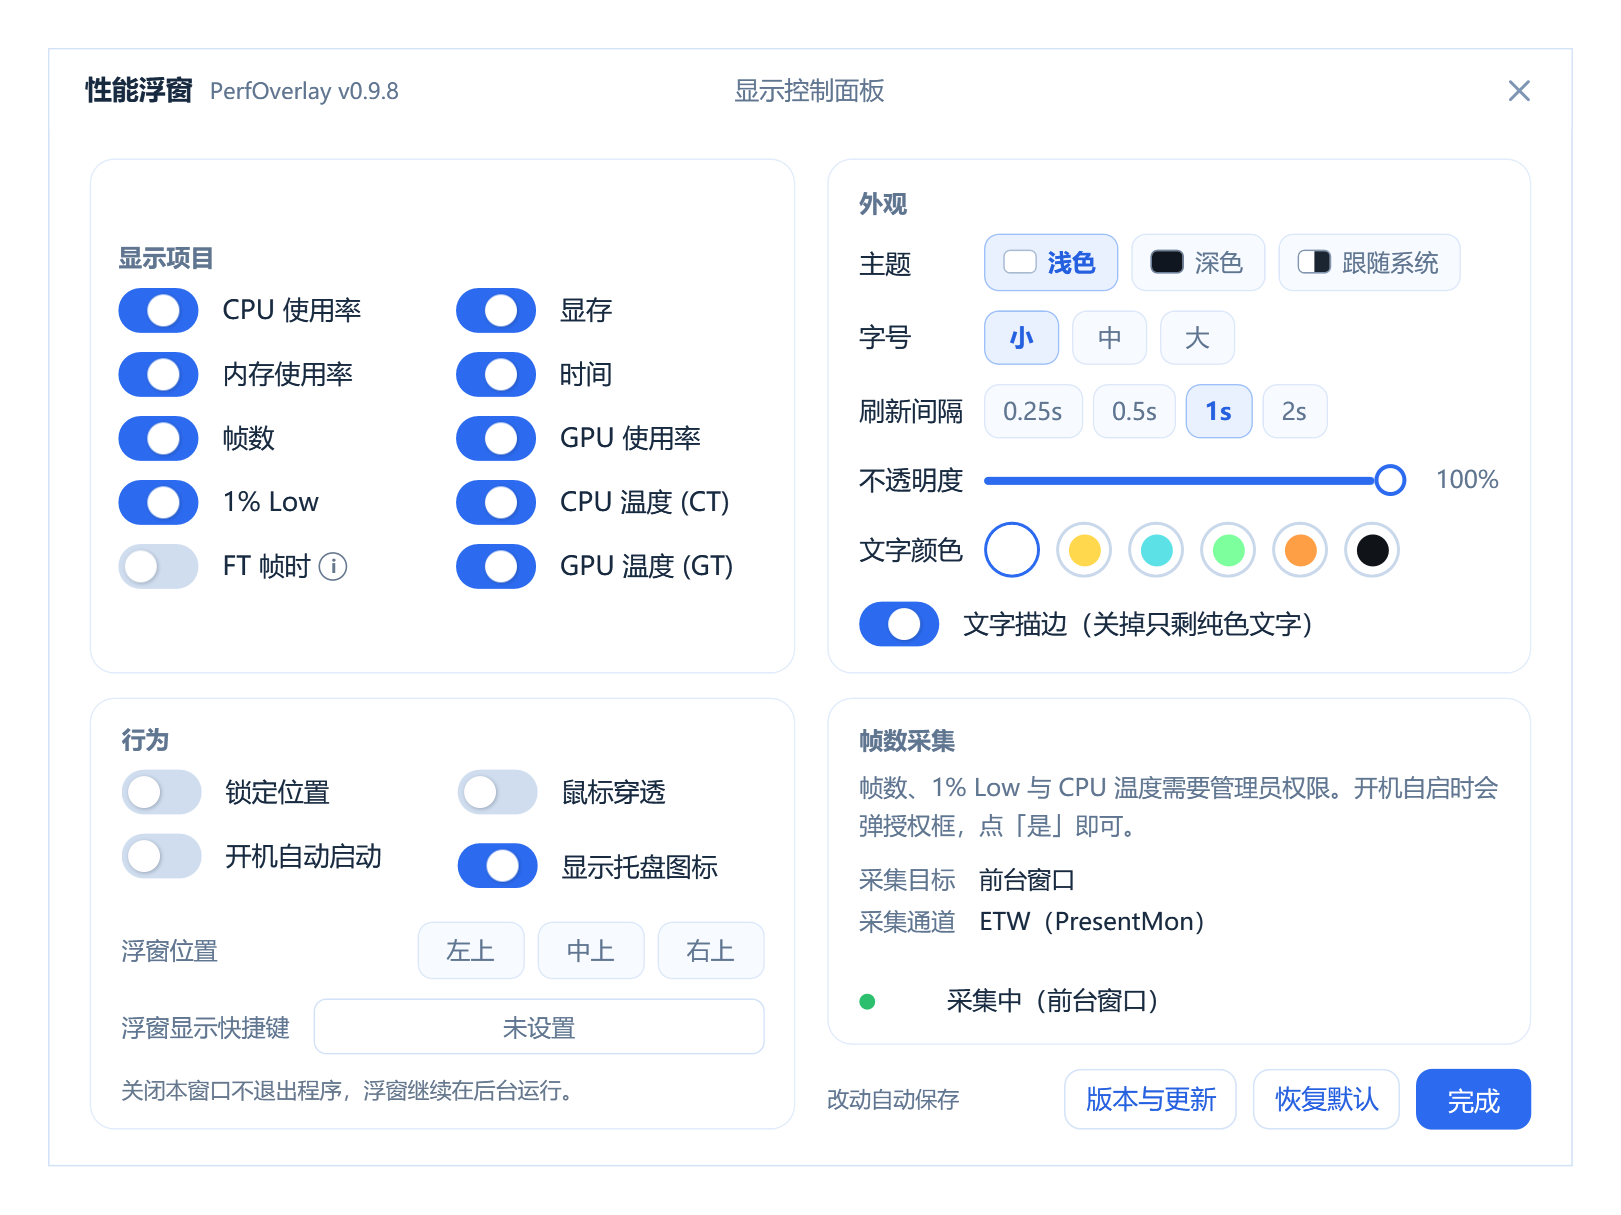 性能浮窗 PerfOverlay v0.9.8
显示控制面板
显示项目
CPU 使用率 显存
内存使用率 时间
帧数 GPU 使用率
1% Low CPU 温度 (CT)
FT 帧时 GPU 温度 (GT)
外观
主题 浅色 深色 跟随系统
字号 小 中 大
刷新间隔 0.25s 0.5s 1s 2s
不透明度 100%
文字颜色
文字描边（关掉只剩纯色文字）
行为
锁定位置 鼠标穿透
开机自动启动 显示托盘图标
浮窗位置 左上 中上 右上
浮窗显示快捷键 未设置
关闭本窗口不退出程序，浮窗继续在后台运行。
帧数采集
帧数、1% Low 与 CPU 温度需要管理员权限。开机自启时会
弹授权框，点「是」即可。
采集目标 前台窗口
采集通道 ETW（PresentMon）
采集中（前台窗口）
改动自动保存 版本与更新 恢复默认 完成